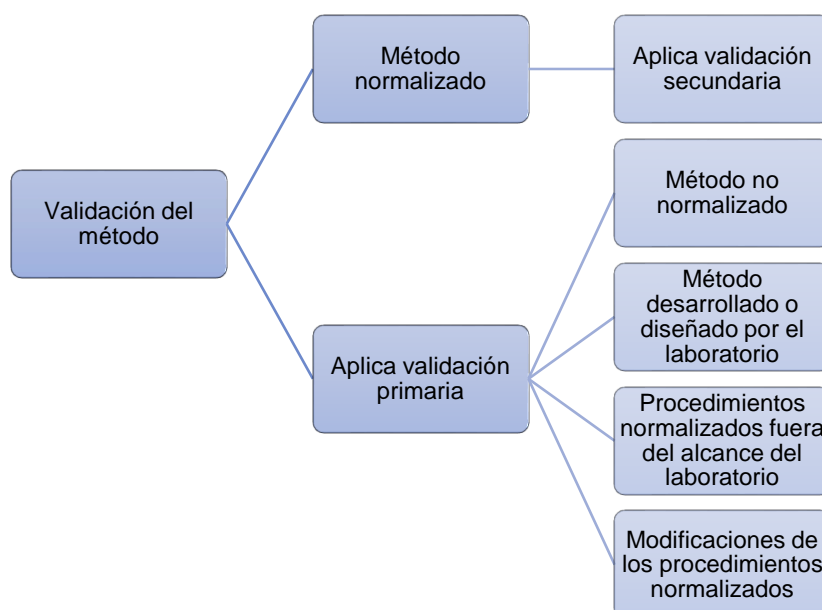 Validación del
método
Método
normalizado
Aplica validación
secundaria
Aplica validación
primaria
Método no
normalizado
Método
desarrollado o
diseñado por el
laboratorio
Procedimientos
normalizados fuera
del alcance del
laboratorio
Modificaciones de
los procedimientos
normalizados